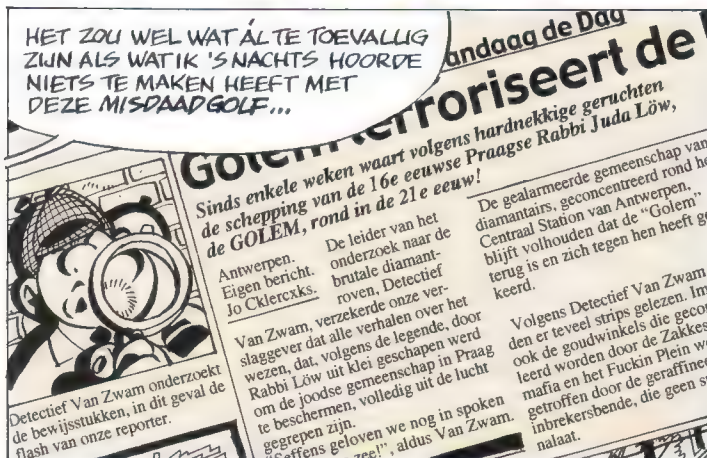 HET ZOU WEL WAT ÁL TE TOEVALLIG
ZIJN ALS WAT IK 'S NACHTS HOORDE
NIETS TE MAKEN HEEFT MET
DEZE MISDAADGOLF...
andaag de Dag
Golem terroriseert de
Sinds enkele weken waart volgens hardnekkige geruchten
de schepping van de 16e eeuwse Praagse Rabbi Juda Löw,
de GOLEM, rond in de 21e eeuw!
Antwerpen.
Eigen bericht.
Jo Cklercxks.
De leider van het
onderzoek naar de
brutale diamant-
roven, Detectief
Van Zwam, verzekerde onze ver-
slaggever dat alle verhalen over het
wezen, dat, volgens de legende, door
Rabbi Löw uit klei geschapen werd
om de joodse gemeenschap in Praag
te beschermen, volledig uit de lucht
gegrepen zijn.
"Seffens geloven we nog in spoken
zee!", aldus Van Zwam.
De gealarmeerde gemeenschap van
diamantairs, geconcentreerd rond he
Centraal Station van Antwerpen,
blijft volhouden dat de "Golem"
terug is en zich tegen hen heeft ge
keerd.
Volgens Detectief Van Zwam
den er teveel strips gelezen. Im
ook de goudwinkels die gecon
leerd worden door de Zakkes
mafia en het Fuckin Plein we
getroffen door de geraffinee
inbrekersbende, die geen s
nalaat.
Detectief Van Zwam onderzoekt
de bewijsstukken, in dit geval de
flash van onze reporter.